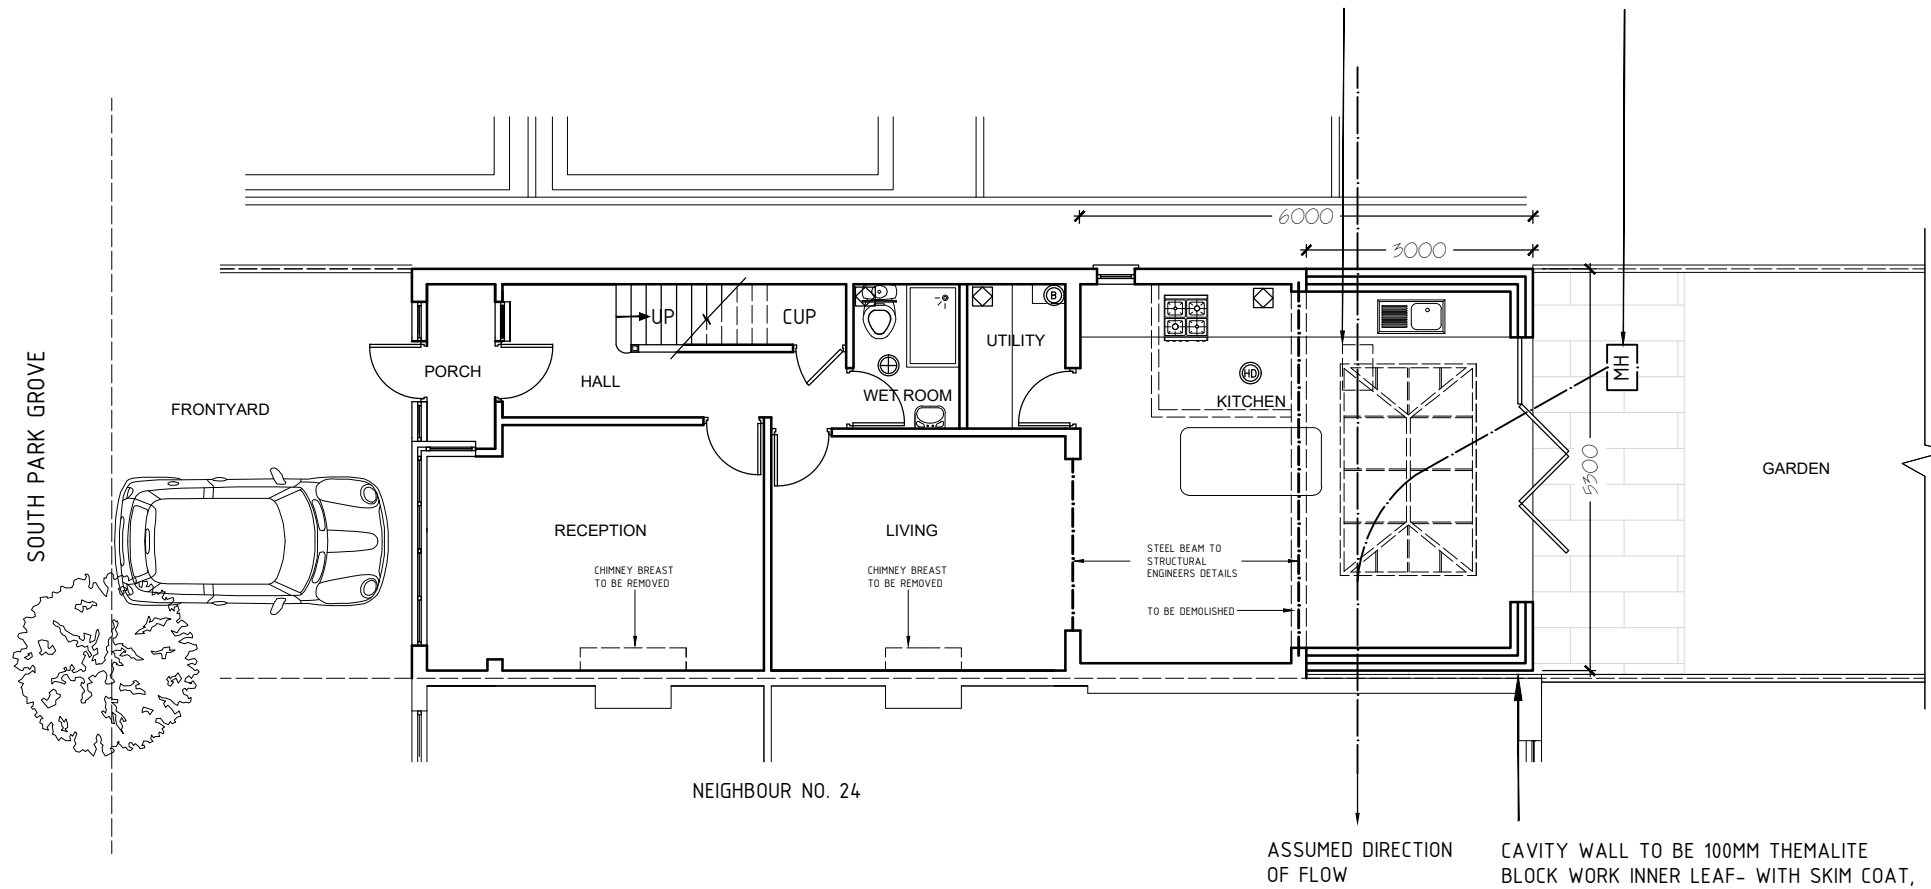 6000
3000
UP
CUP
B
UTILITY
PORCH
HALL
WET ROOM
HD
KITCHEN
MH
SOUTH PARK GROVE
FRONTYARD
5300
GARDEN
RECEPTION
LIVING
CHIMNEY BREAST
TO BE REMOVED
CHIMNEY BREAST
TO BE REMOVED
STEEL BEAM TO
STRUCTURAL
ENGINEERS DETAILS
TO BE DEMOLISHED
NEIGHBOUR NO. 24
ASSUMED DIRECTION
OF FLOW
CAVITY WALL TO BE 100MM THEMALITE
BLOCK WORK INNER LEAF- WITH SKIM COAT,